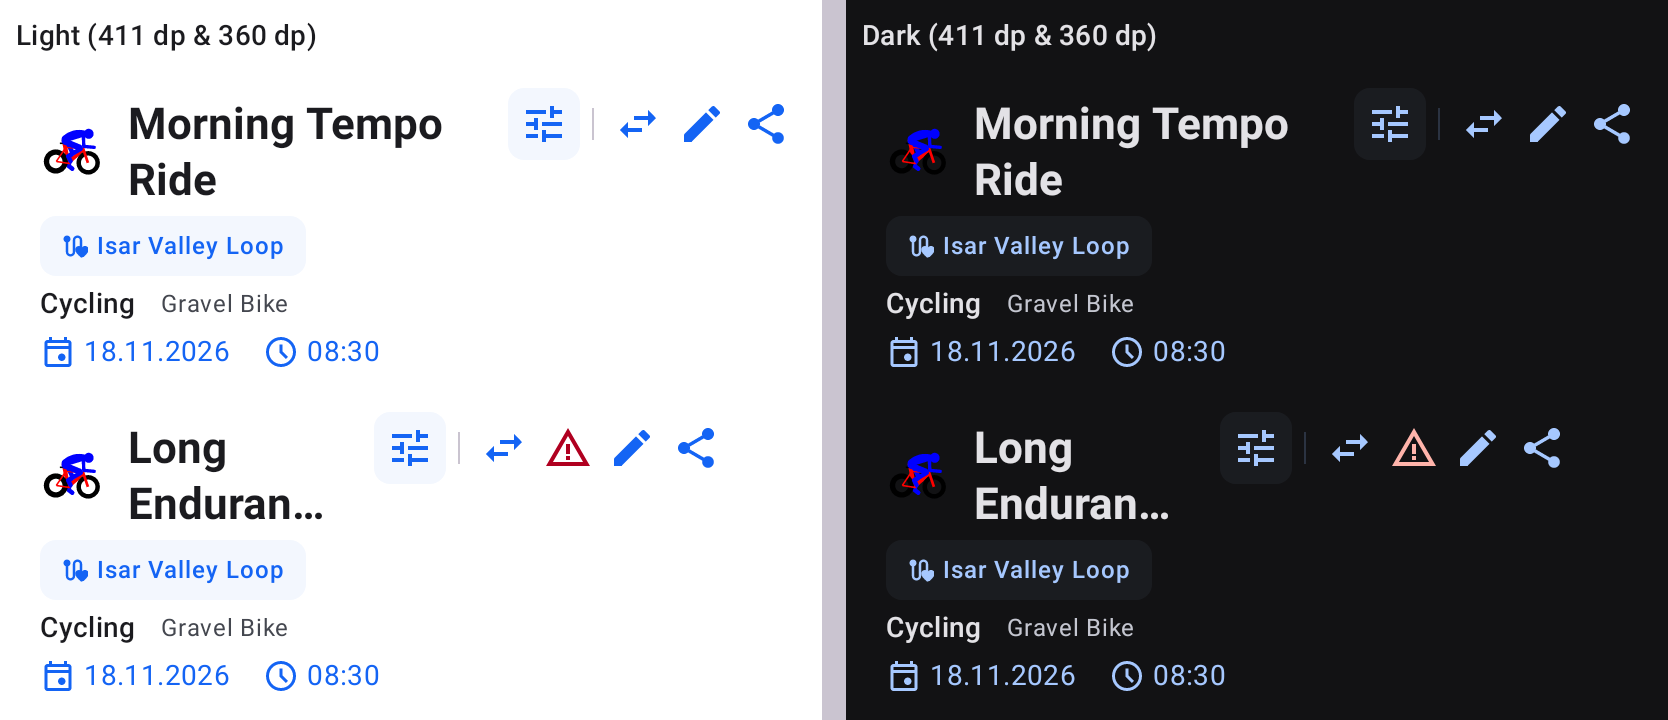 Light (411 dp & 360 dp)
Morning Tempo
Ride
Isar Valley Loop
Cycling Gravel Bike
18.11.2026 08:30
Long
Enduran...
Isar Valley Loop
Cycling Gravel Bike
18.11.2026 08:30
Dark (411 dp & 360 dp)
Morning Tempo
Ride
Isar Valley Loop
Cycling Gravel Bike
18.11.2026 08:30
Long
Enduran...
Isar Valley Loop
Cycling Gravel Bike
18.11.2026 08:30